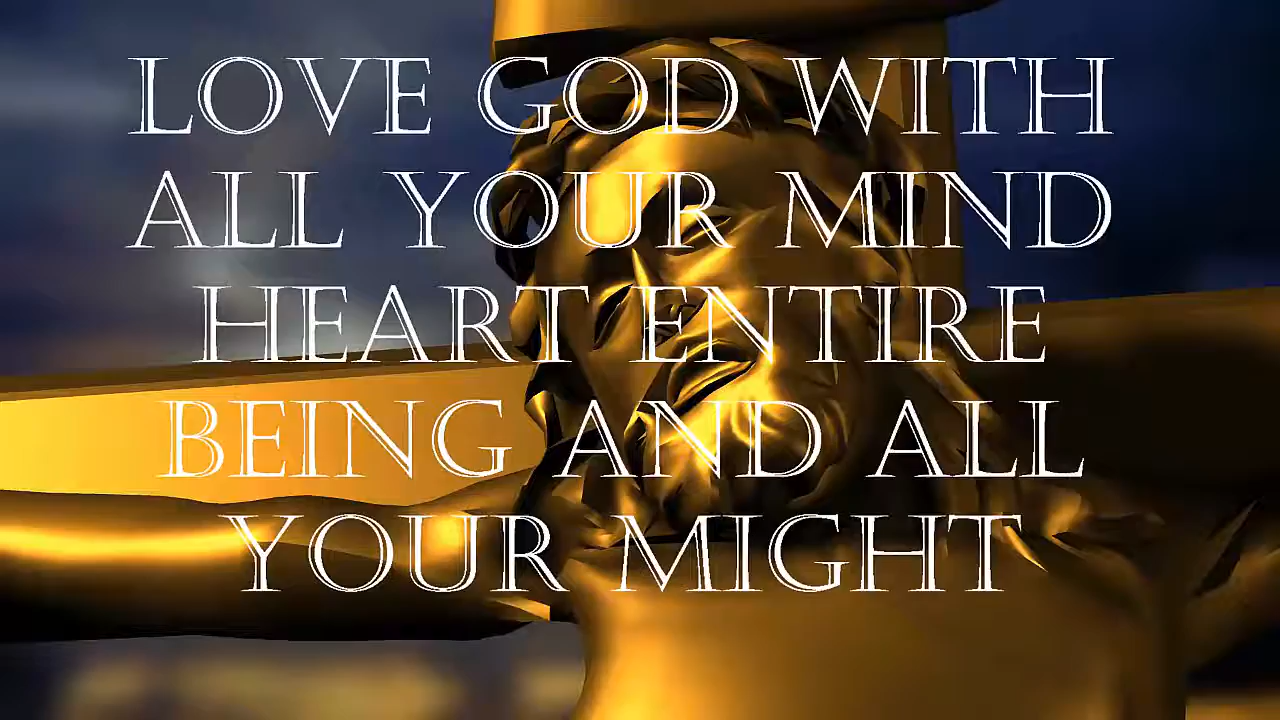 LOVE GOD WITH
ALL YOUR MIND
HEART ENTIRE
BEING AND ALL
YOUR MIGHT